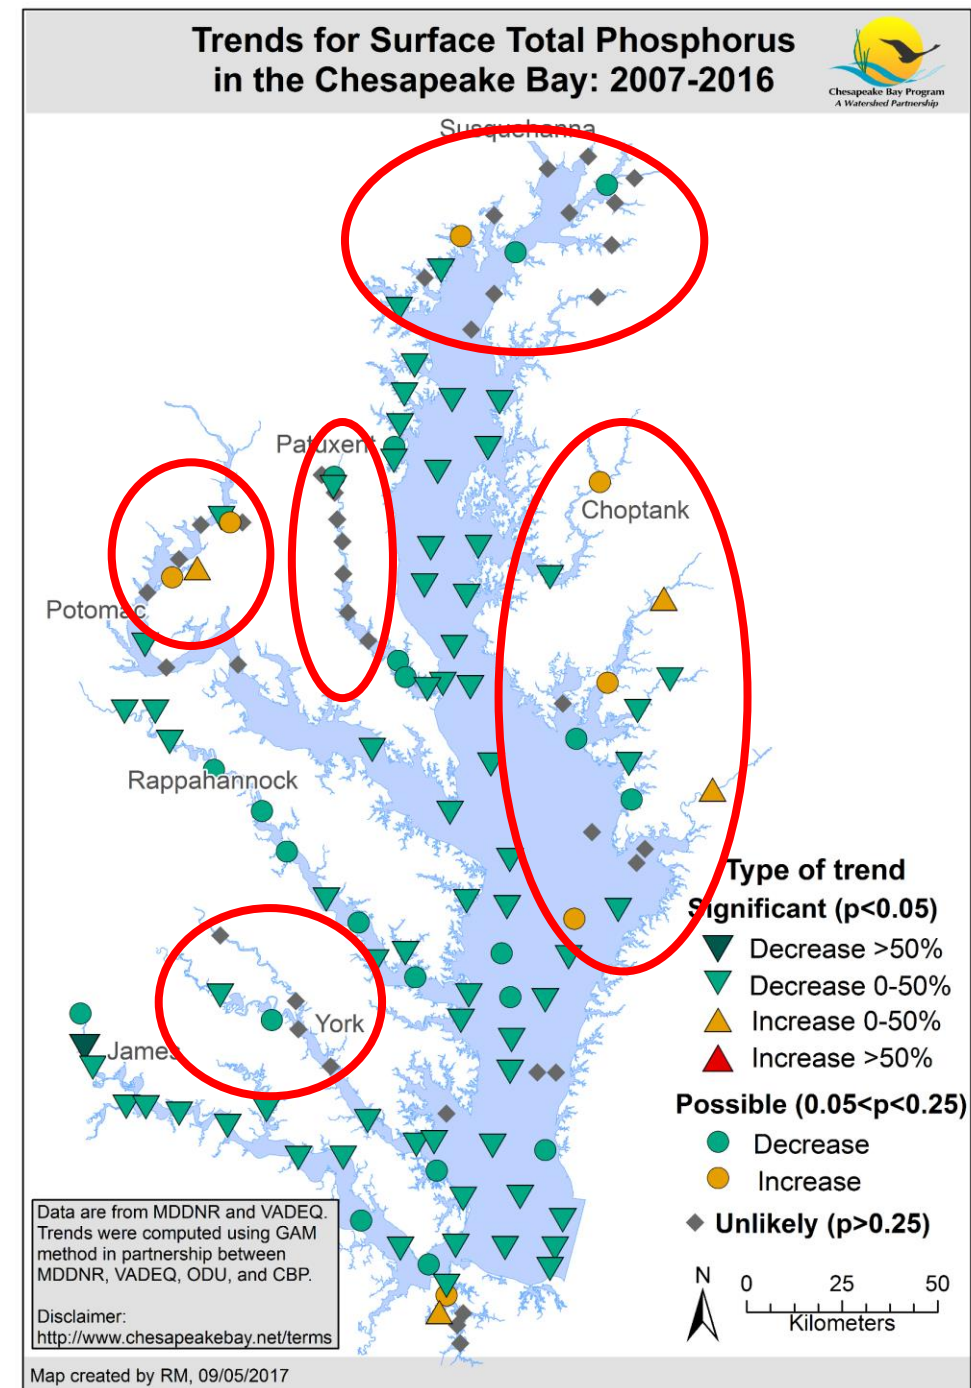 Trends for Surface Total Phosphorus
in the Chesapeake Bay: 2007-2016
Chesapeake Bay Program
A Watershed Partnership
Susquehanna
Patuxent
Choptank
Potomac
Rappahannock
York
James
Type of trend
Significant (p<0.05)
Decrease >50%
Decrease 0-50%
Increase 0-50%
Increase >50%
Possible (0.05<p<0.25)
Decrease
Increase
Unlikely (p>0.25)
N
0 25 50
Kilometers
Data are from MDDNR and VADEQ.
Trends were computed using GAM
method in partnership between
MDDNR, VADEQ, ODU, and CBP.
Disclaimer:
http://www.chesapeakebay.net/terms
Map created by RM, 09/05/2017